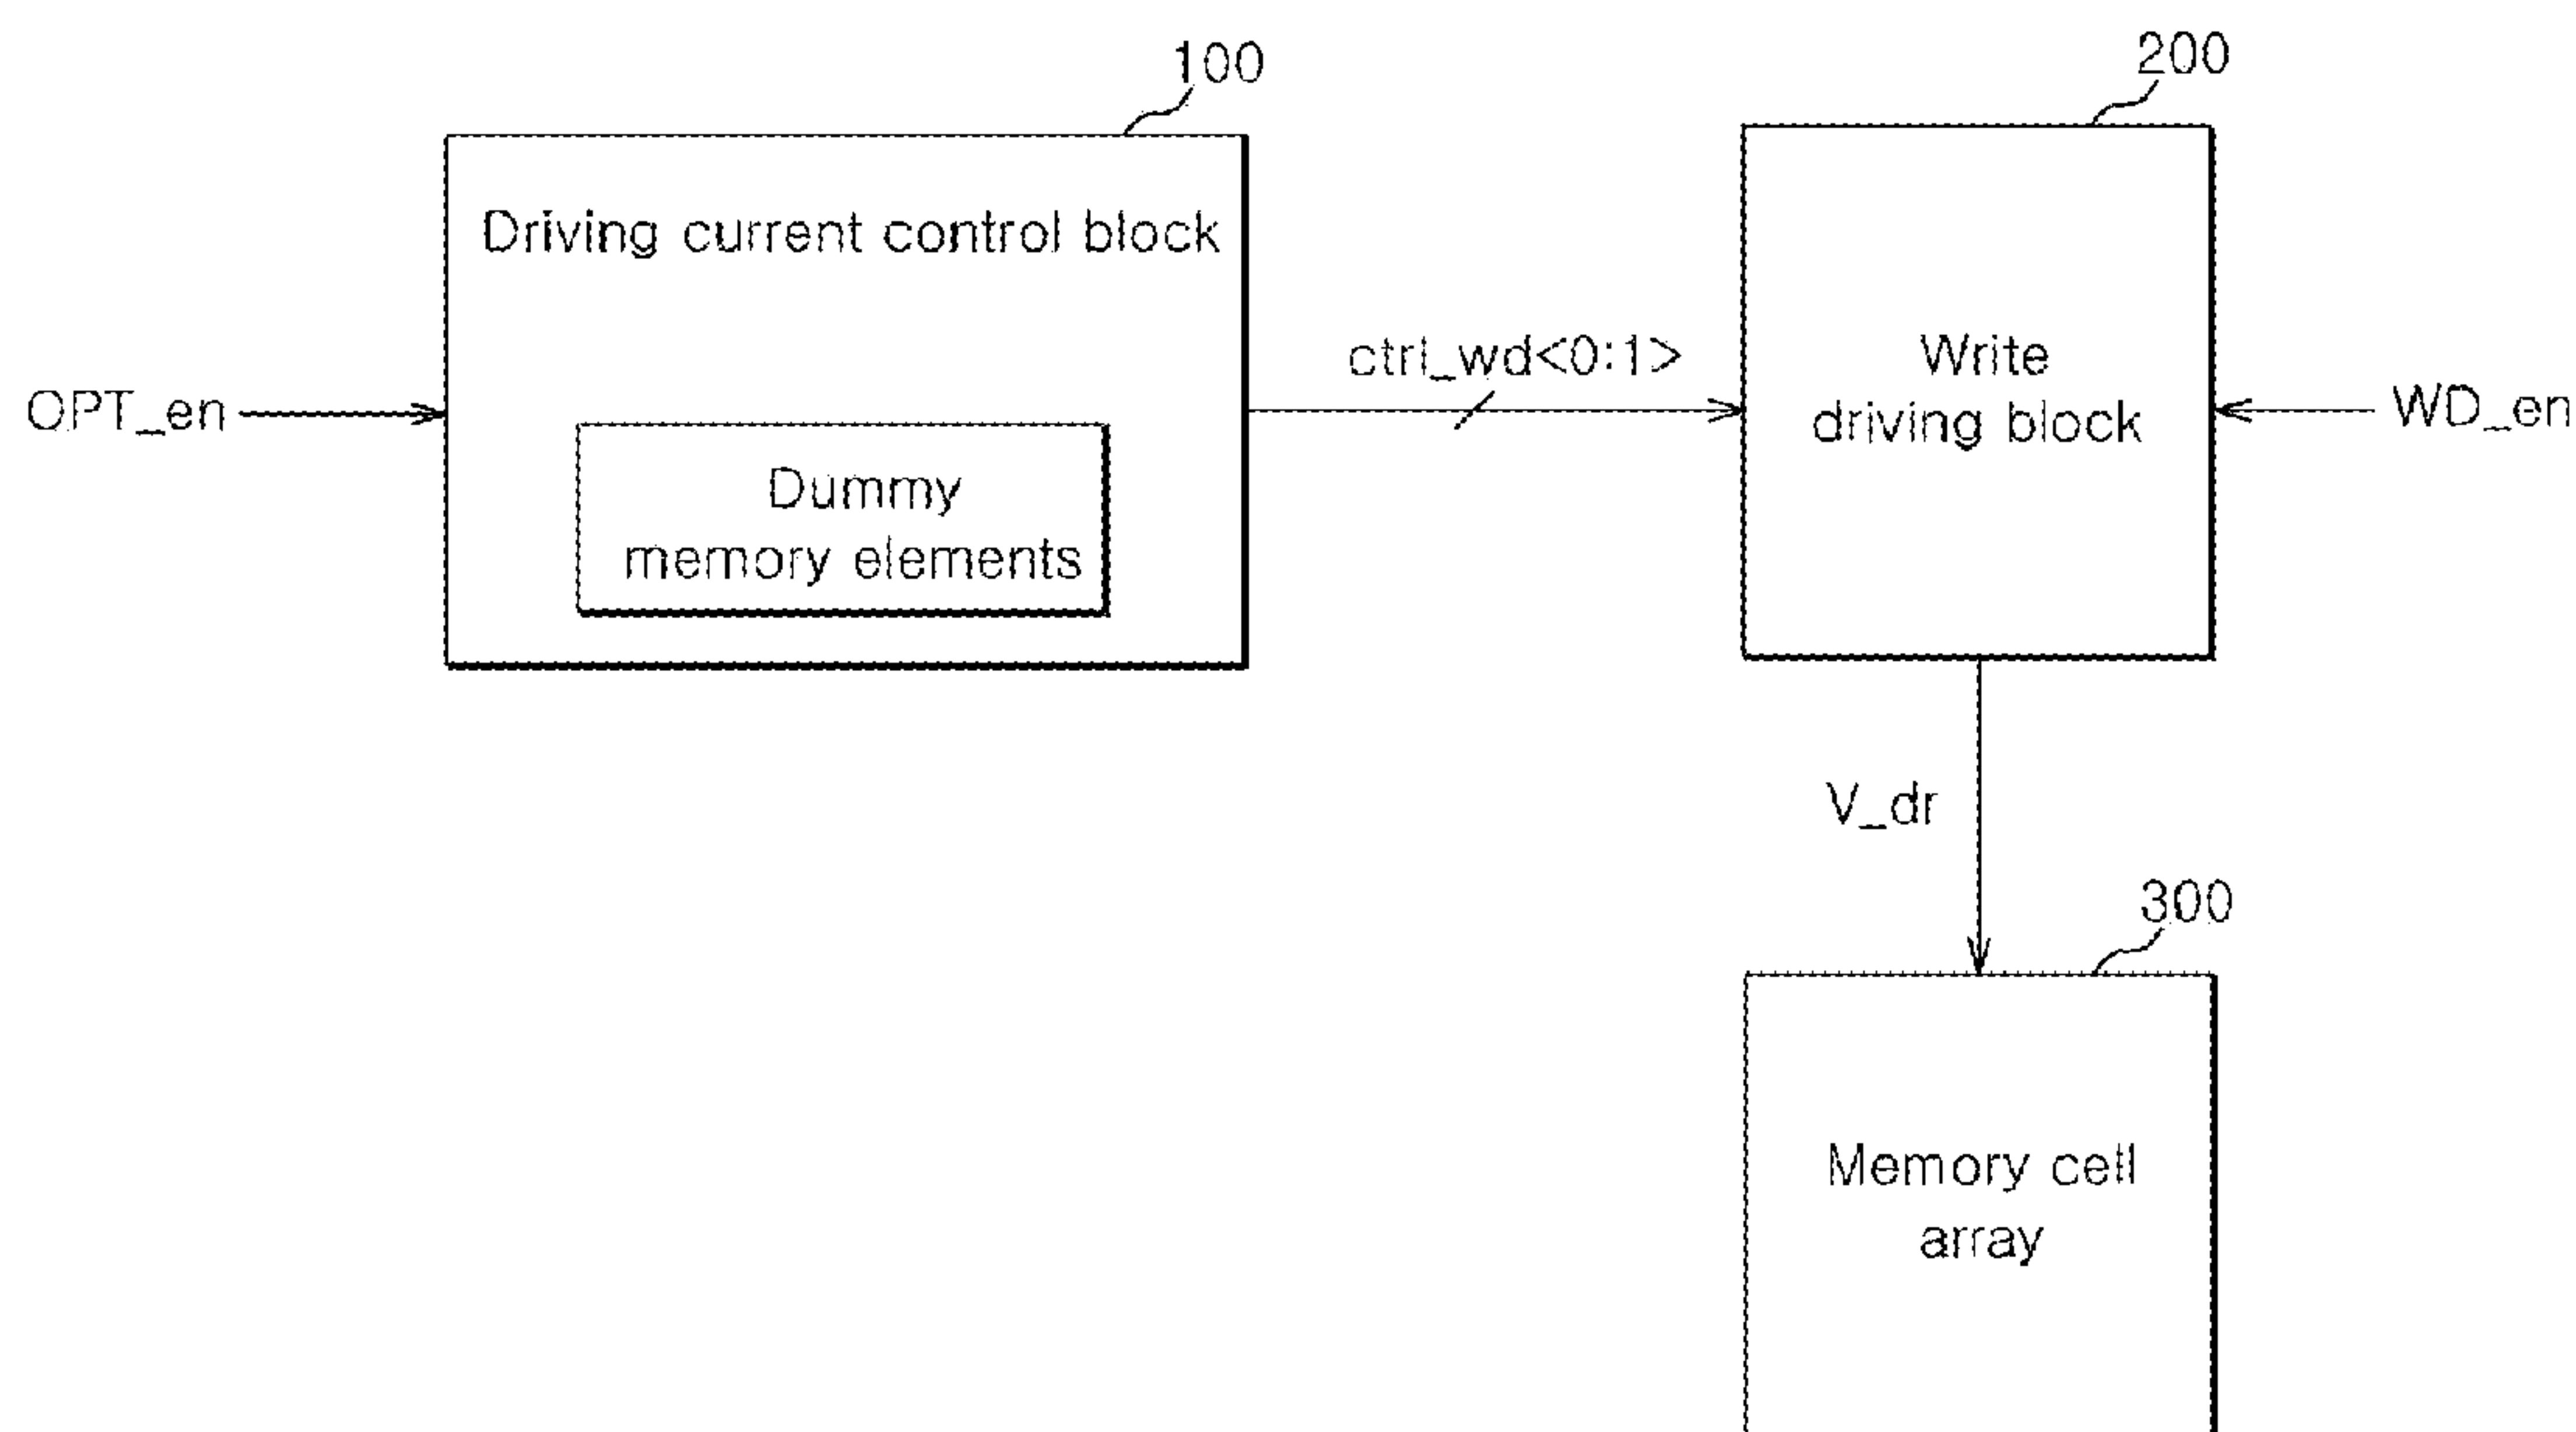 100
200
Driving current control block
ctrl_wd<0:1>
Write
driving block
OPT_en
WD_en
Dummy
memory elements
V_dr
300
Memory cell
array